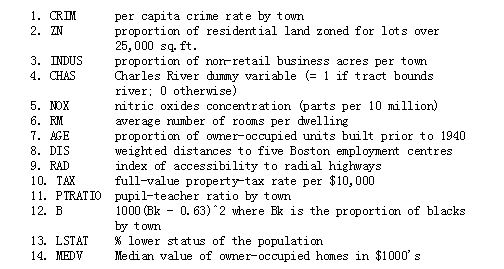 1. CRIM per capita crime rate by town
2. ZN proportion of residential land zoned for lots over
25,000 sq.ft.
3. INDUS proportion of non-retail business acres per town
4. CHAS Charles River dummy variable (= 1 if tract bounds
river; 0 otherwise)
5. NOX nitric oxides concentration (parts per 10 million)
6. RM average number of rooms per dwelling
7. AGE proportion of owner-occupied units built prior to 1940
8. DIS weighted distances to five Boston employment centres
9. RAD index of accessibility to radial highways
10. TAX full-value property-tax rate per $10,000
11. PTRATIO pupil-teacher ratio by town
12. B 1000(Bk - 0.63)^2 where Bk is the proportion of blacks
by town
13. LSTAT % lower status of the population
14. MEDV Median value of owner-occupied homes in $1000's